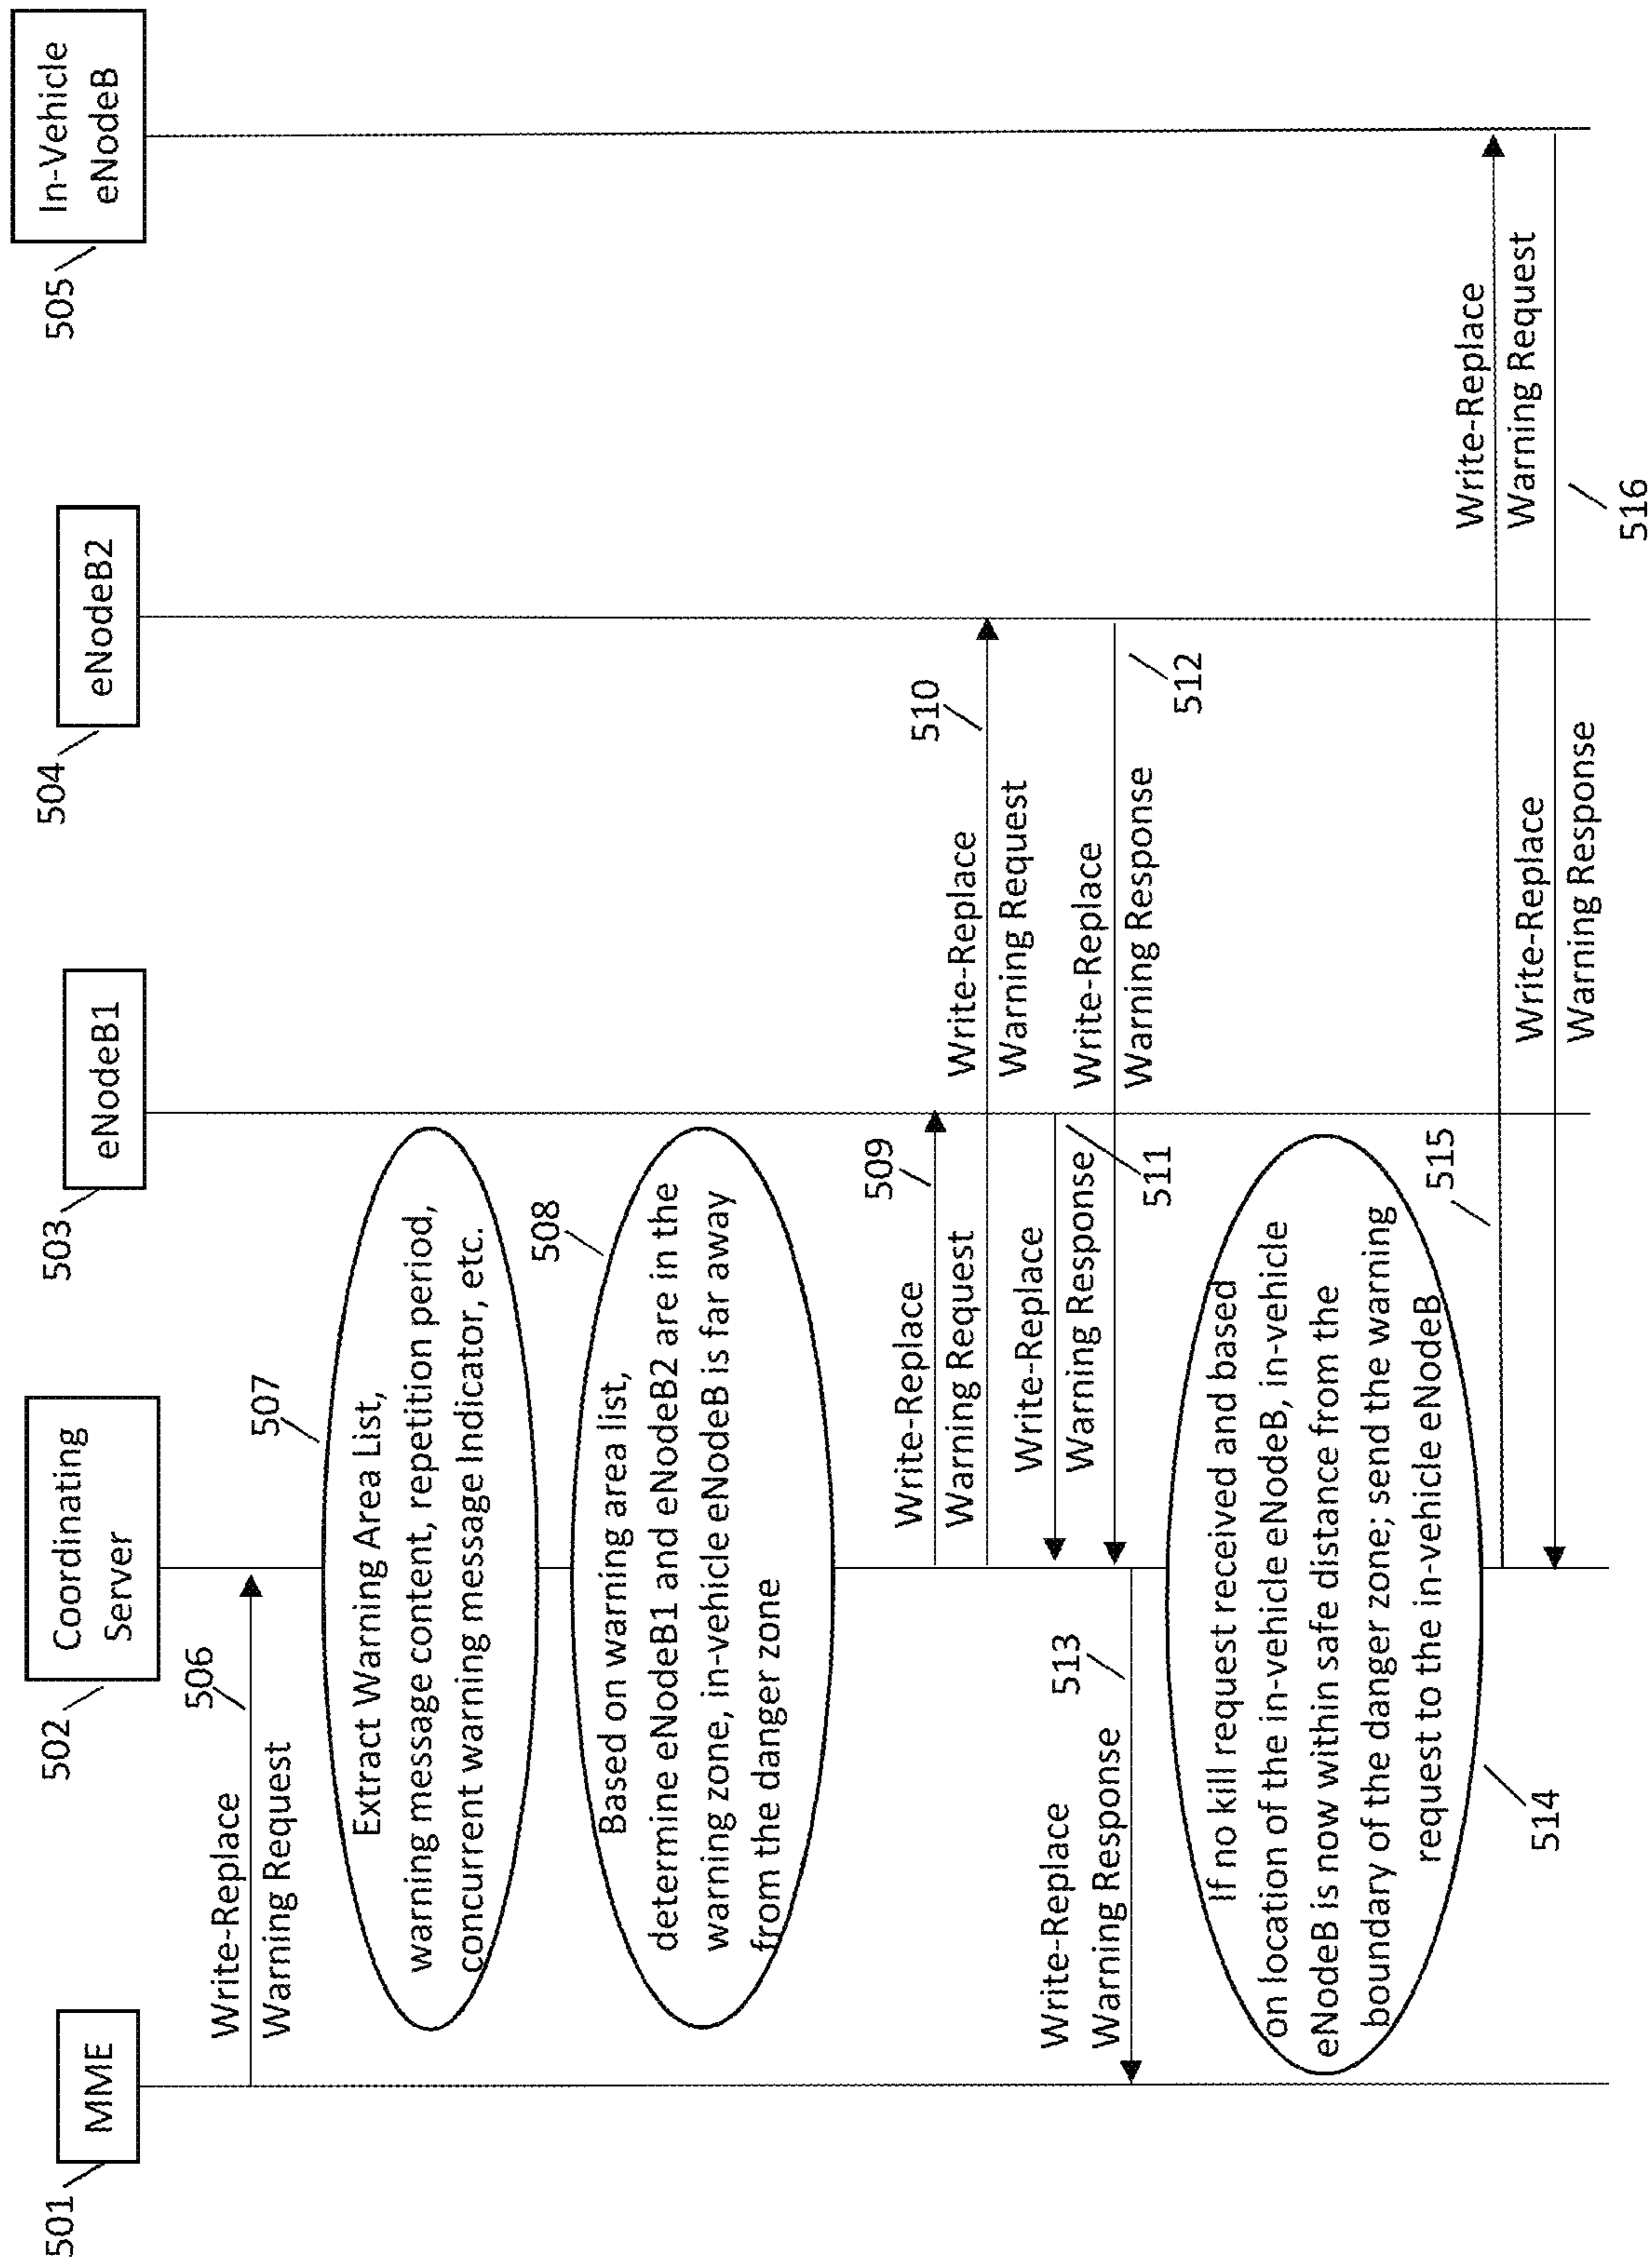 501
MME
502
Coordinating
Server
503
eNodeB1
504
eNodeB2
505
In-Vehicle
eNodeB
506
Write-Replace
Warning Request
507
Extract Warning Area List,
warning message content, repetition period,
concurrent warning message Indicator, etc.
508
Based on warning area list,
determine eNodeB1 and eNodeB2 are in the
warning zone, in-vehicle eNodeB is far away
from the danger zone
509
Write-Replace
Warning Request
510
Write-Replace
Warning Request
Write-Replace
Warning Response
511
Write-Replace
Warning Response
512
513
Write-Replace
Warning Response
If no kill request received and based
on location of the in-vehicle eNodeB, in-vehicle
eNodeB is now within safe distance from the
boundary of the danger zone; send the warning
request to the in-vehicle eNodeB
514
515
Write-Replace
Warning Request
Write-Replace
Warning Response
516